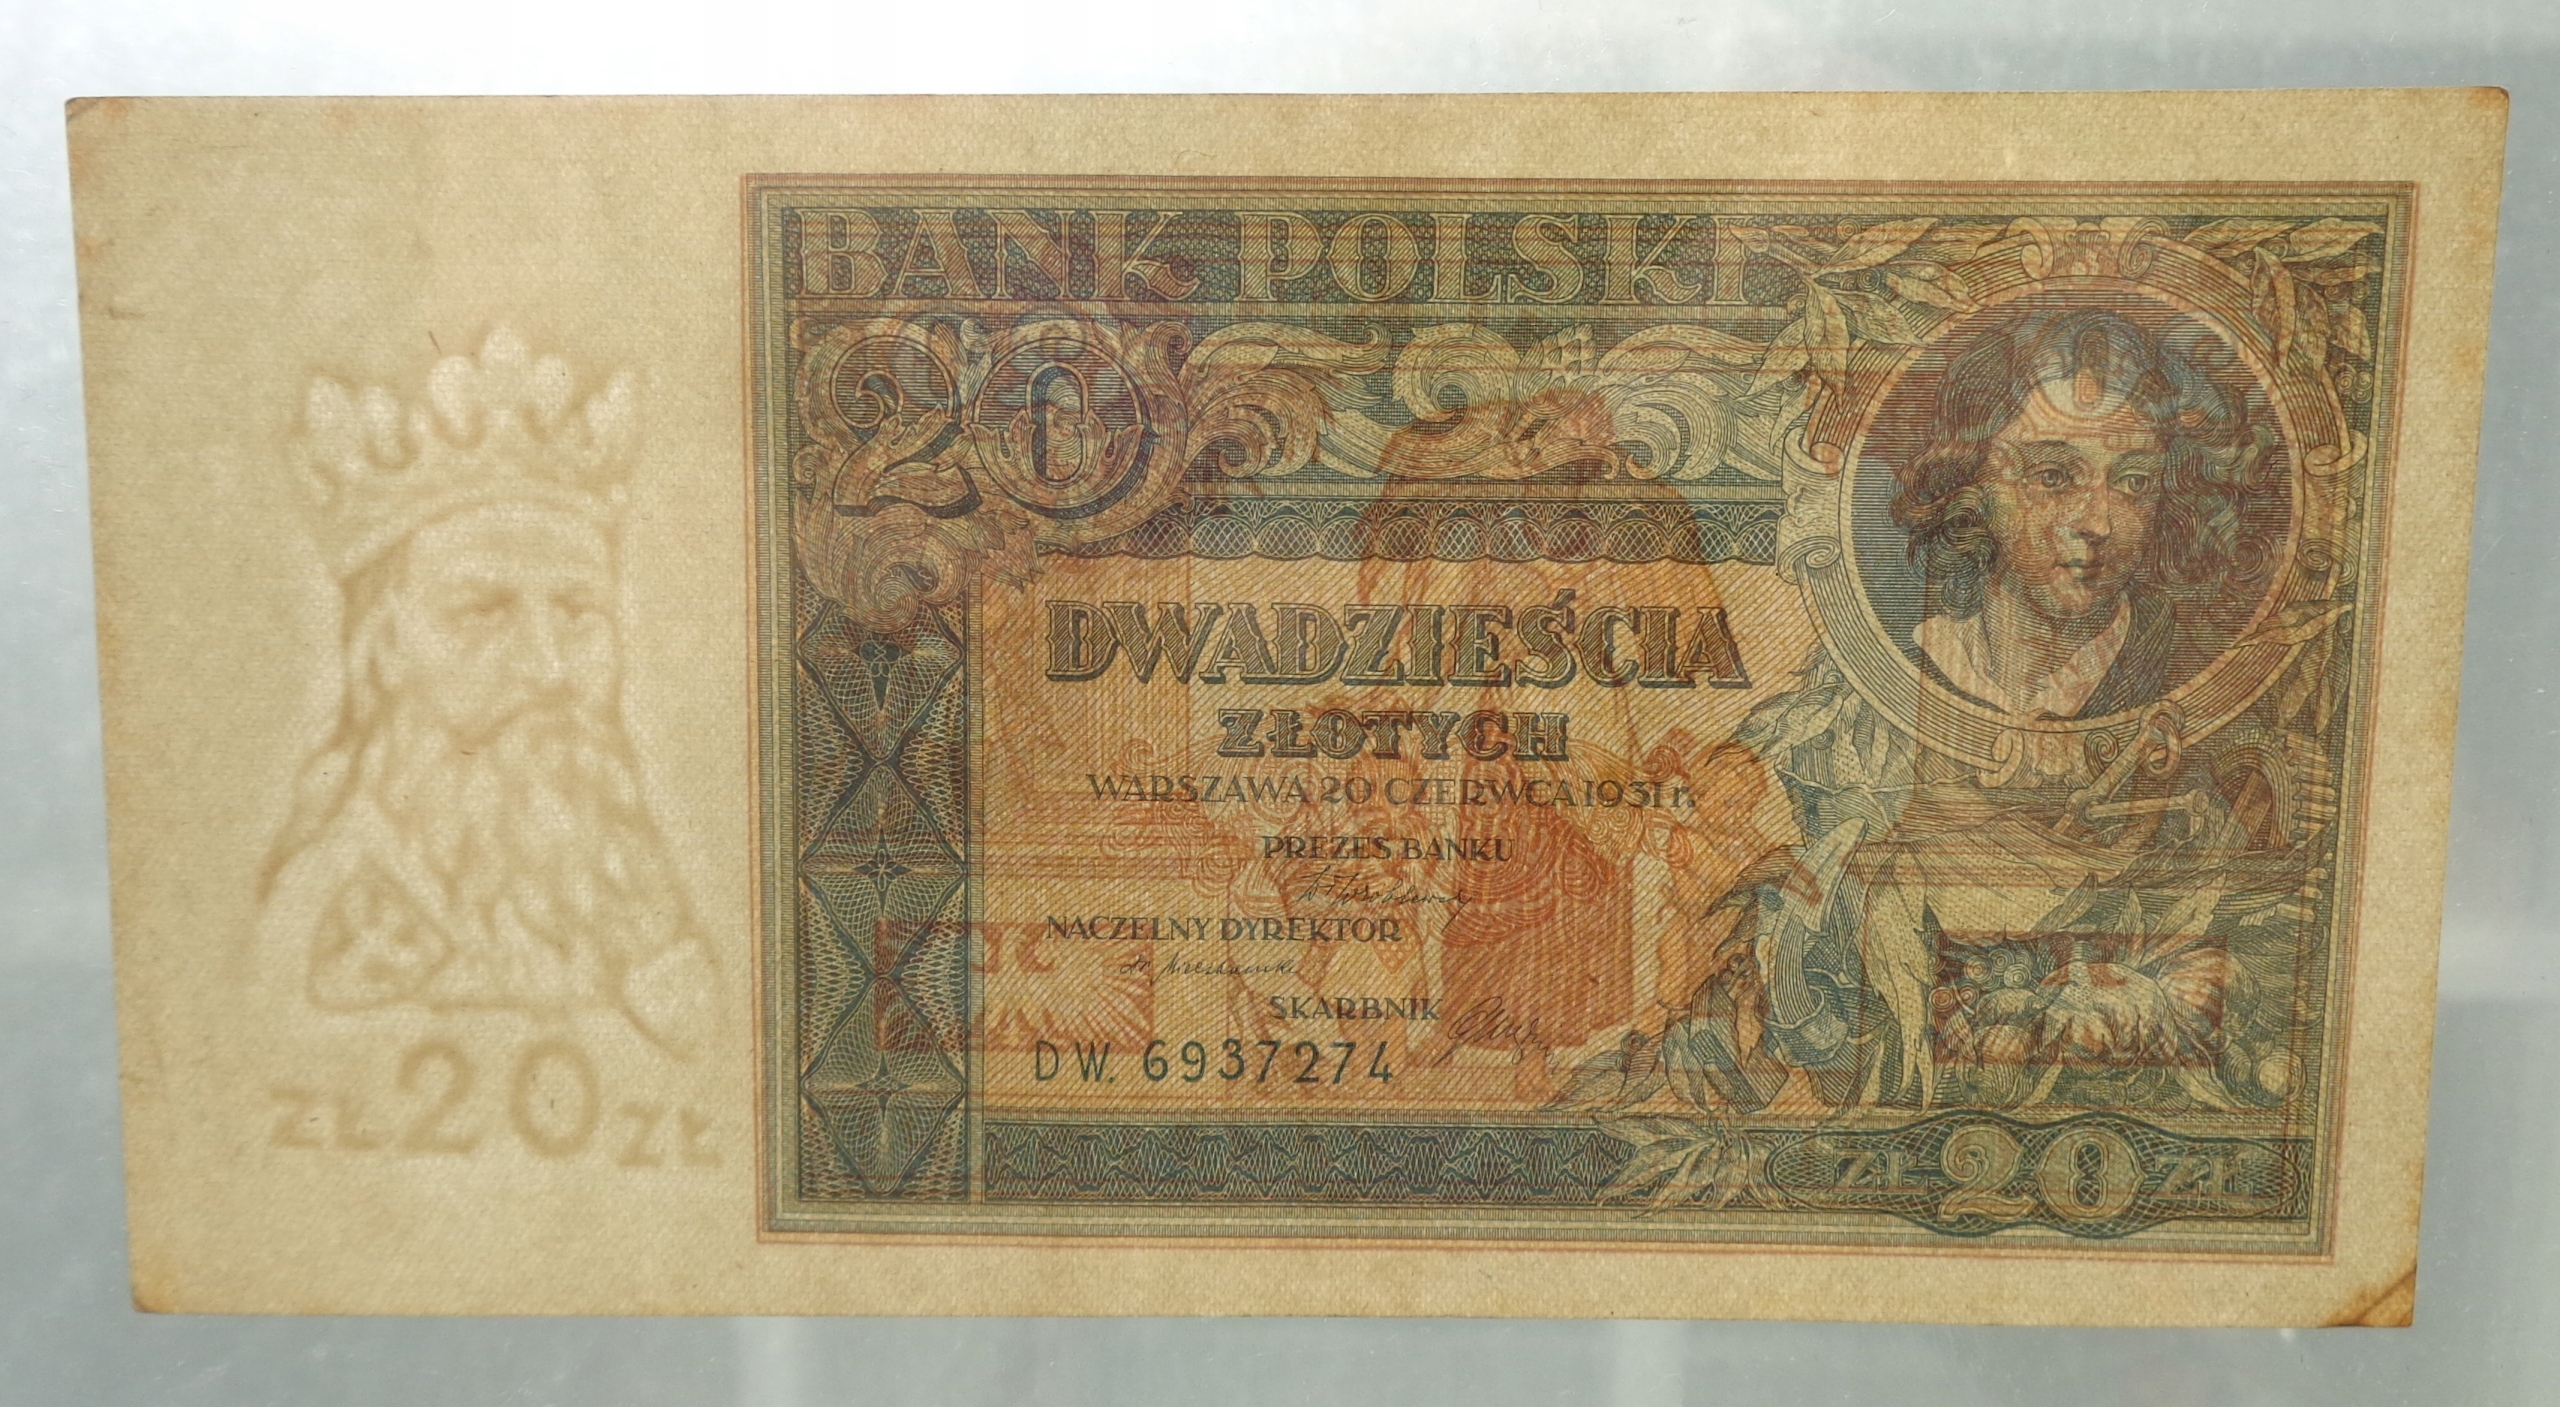 BANK POLSKI
20
DWADZIEŚCIA
ZŁOTYCH
WARSZAWA 20 CZERWCA 1931 r.
PREZES BANKU
NACZELNY DYREKTOR
SKARBNIK
DW. 6937274
ZŁ 20 ZŁ
ZŁ 20 ZŁ